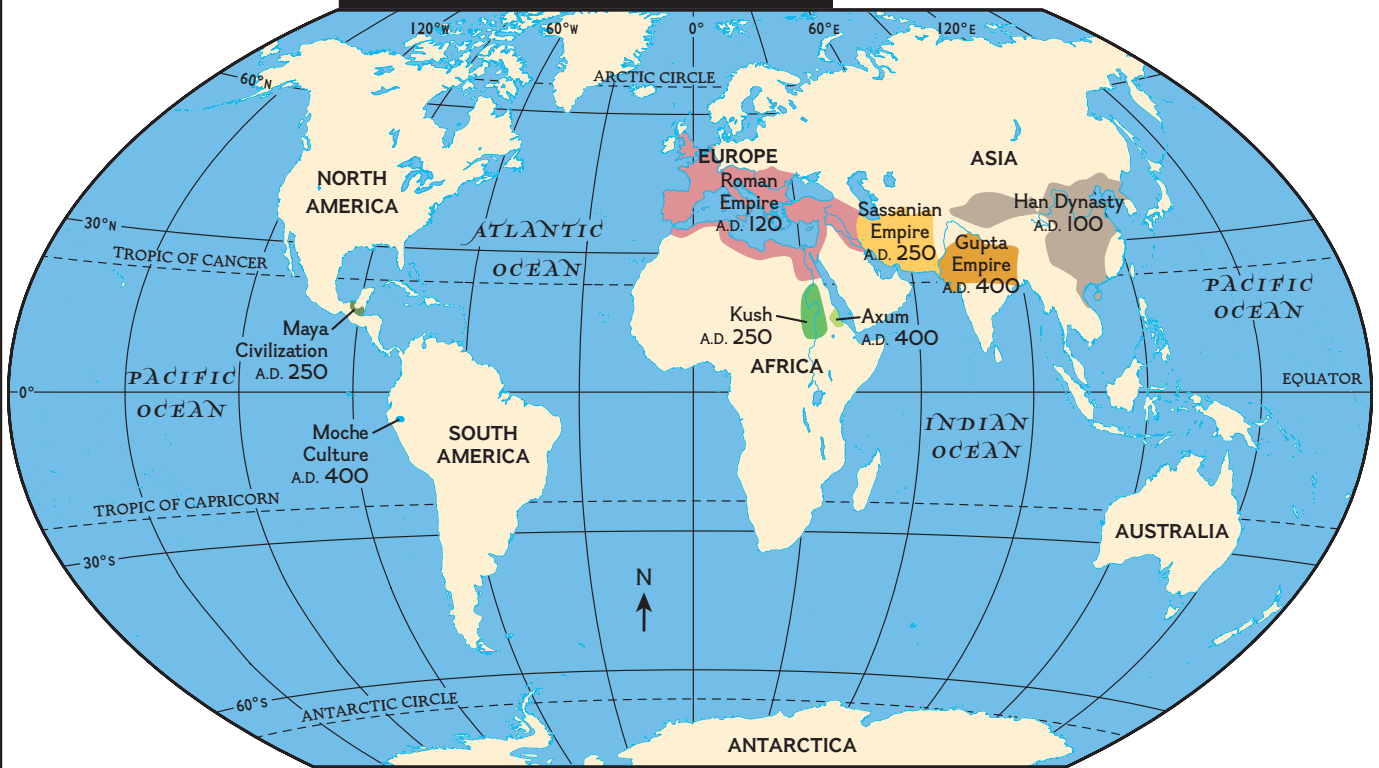 120°W
60°W
0°
60°E
120°E
60°N
ARCTIC CIRCLE
EUROPE
ASIA
NORTH
AMERICA
Roman
Empire
A.D. 120
Han Dynasty
A.D. 100
Sassanian
Empire
A.D. 250
30°N
ATLANTIC
OCEAN
Gupta
Empire
A.D. 400
TROPIC OF CANCER
PACIFIC
OCEAN
Kush
A.D. 250
Axum
A.D. 400
Maya
Civilization
A.D. 250
AFRICA
PACIFIC
OCEAN
0°
EQUATOR
Moche
Culture
A.D. 400
SOUTH
AMERICA
INDIAN
OCEAN
TROPIC OF CAPRICORN
AUSTRALIA
30°S
N
60°S
ANTARCTIC CIRCLE
ANTARCTICA